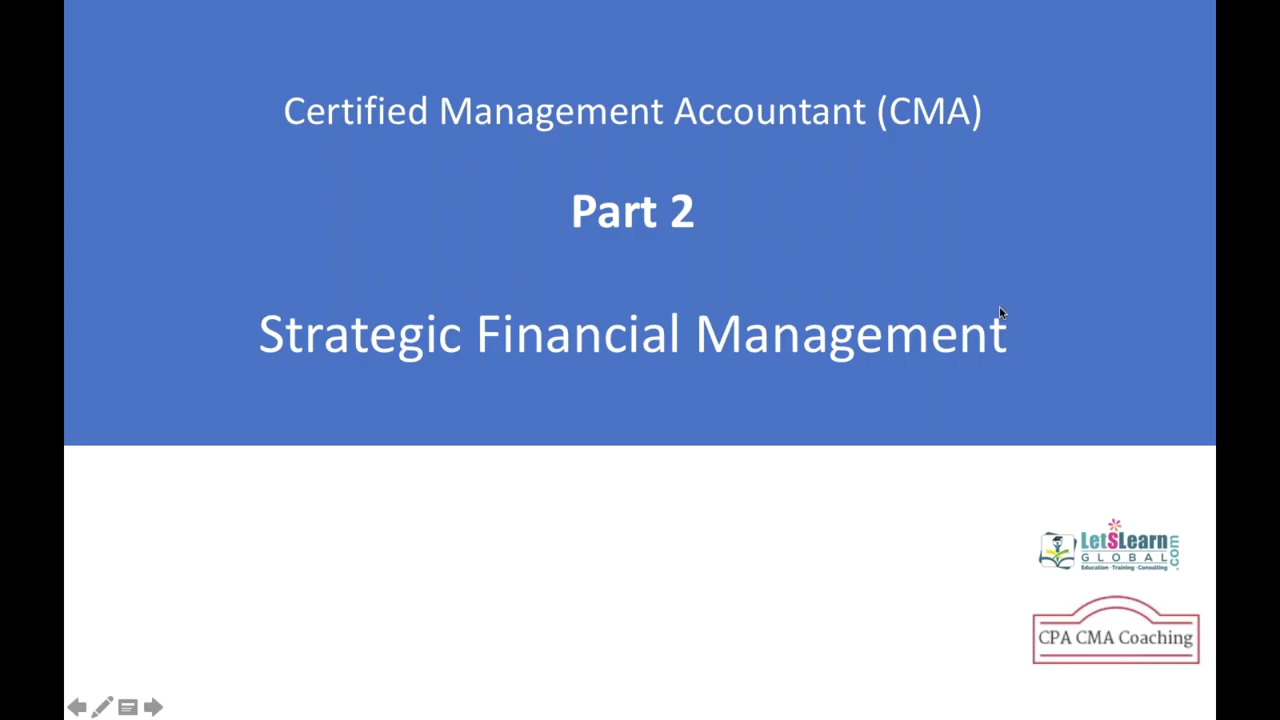 Certified Management Accountant (CMA)
Part 2
Strategic Financial Management
LetSLearn
.com
GLOBAL
Education · Training · Consulting
CPA CMA Coaching